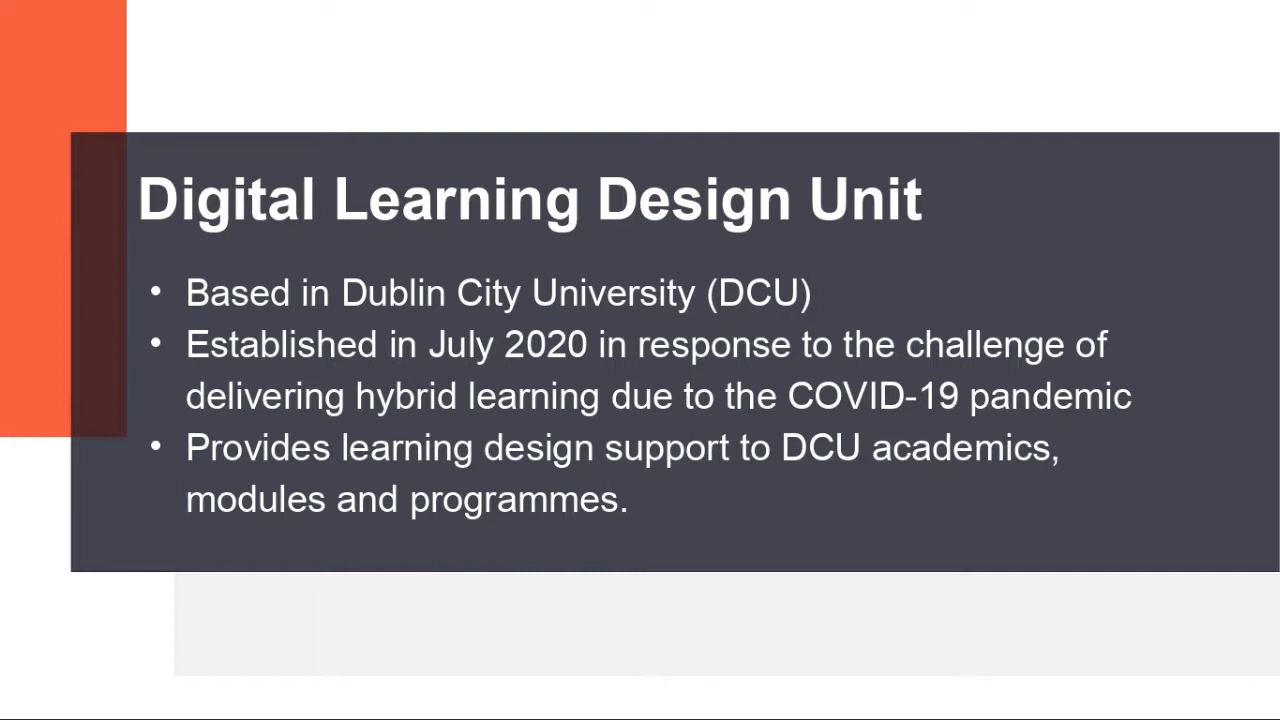 Digital Learning Design Unit
• Based in Dublin City University (DCU)
• Established in July 2020 in response to the challenge of
delivering hybrid learning due to the COVID-19 pandemic
• Provides learning design support to DCU academics,
modules and programmes.